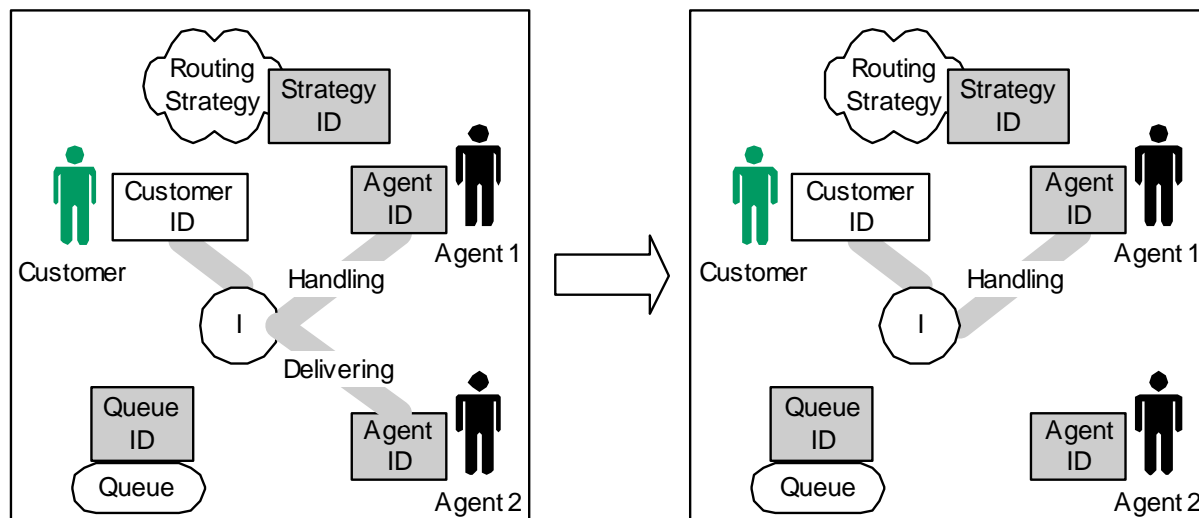 Routing
Strategy
Strategy
ID
Customer
ID
Agent
ID
Customer
Agent 1
Handling
I
Delivering
Queue
ID
Agent
ID
Queue
Agent 2
Routing
Strategy
Strategy
ID
Customer
ID
Agent
ID
Customer
Agent 1
Handling
I
Queue
ID
Agent
ID
Queue
Agent 2